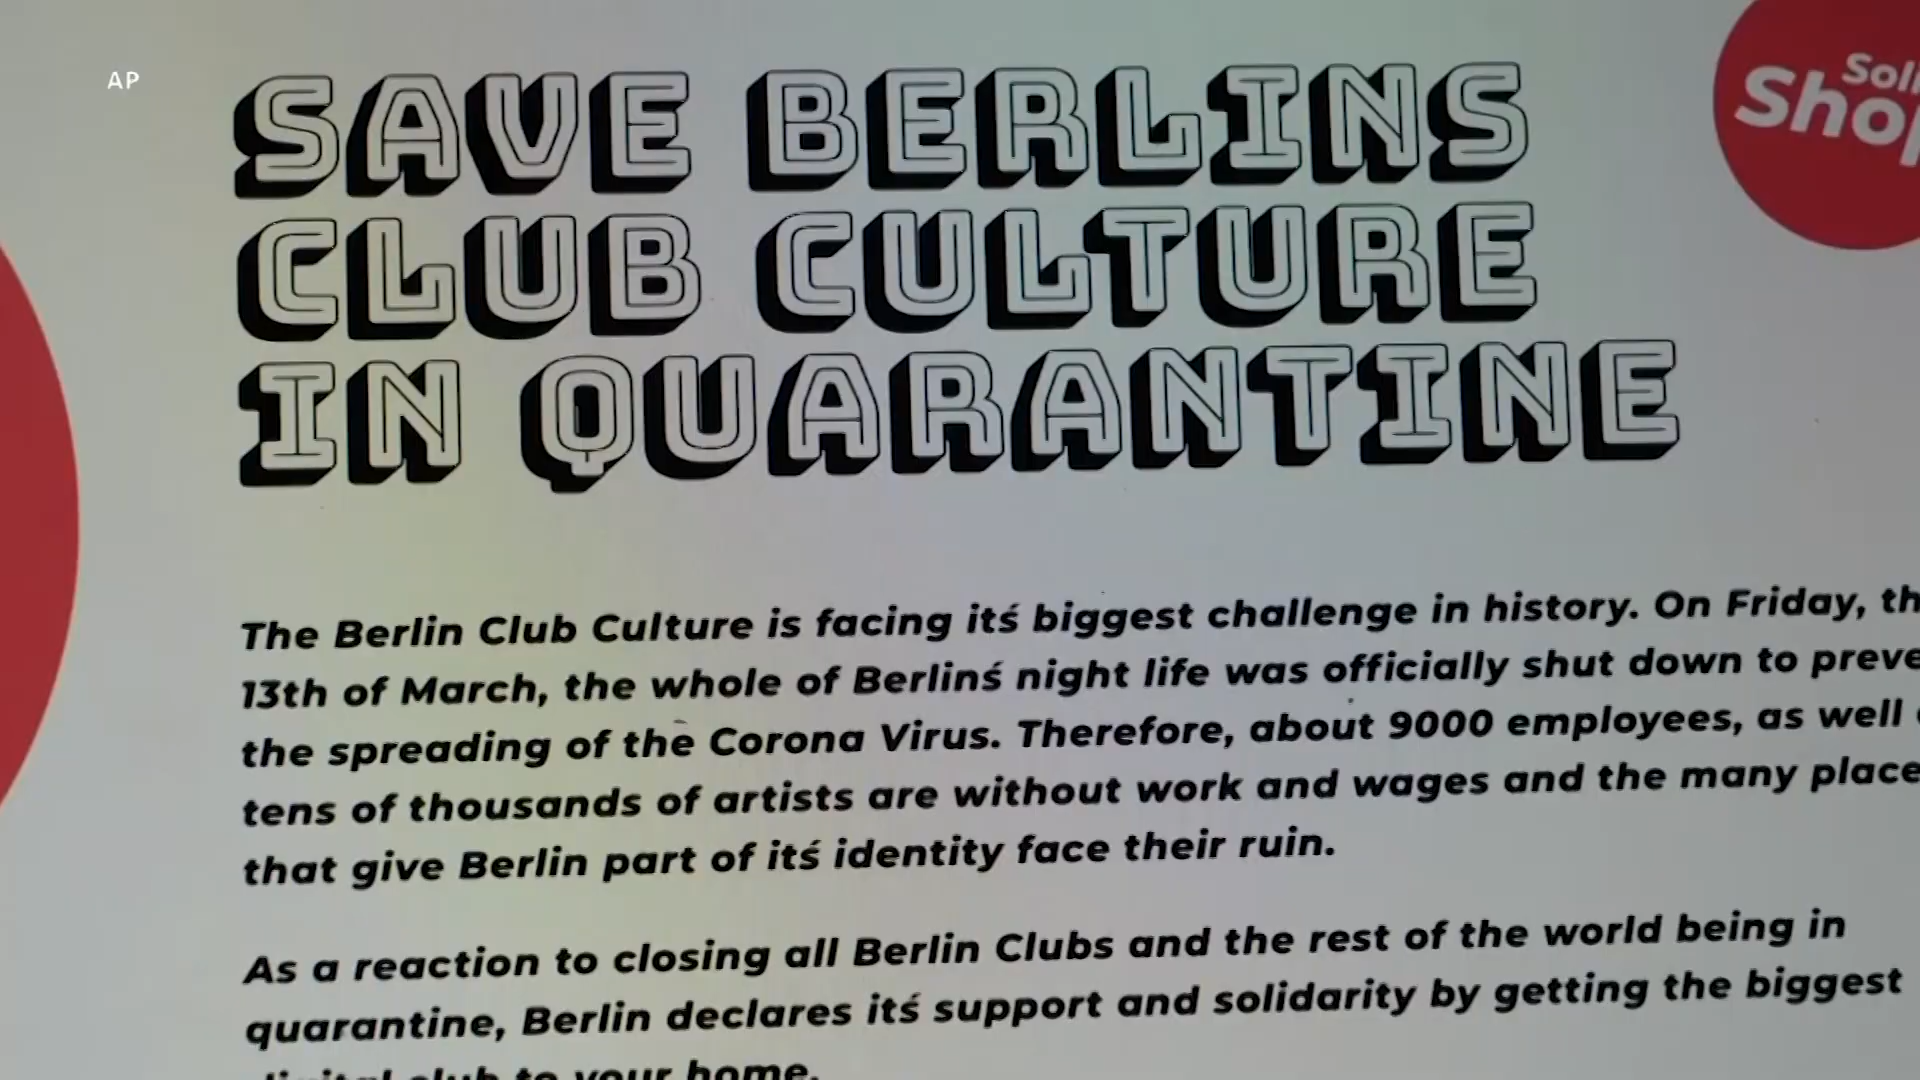 AP
SAVE BERLINS
CLUB CULTURE
IN QUARANTINE
The Berlin Club Culture is facing itś biggest challenge in history. On Friday,
13th of March, the whole of Berlinś night life was officially shut down to
the spreading of the Corona Virus. Therefore, about 9000 employees, as well
tens of thousands of artists are without work and wages and the many
that give Berlin part of itś identity face their ruin.
As a reaction to closing all Berlin Clubs and the rest of the world being in
quarantine, Berlin declares itś support and solidarity by getting the biggest
digital club to your home.